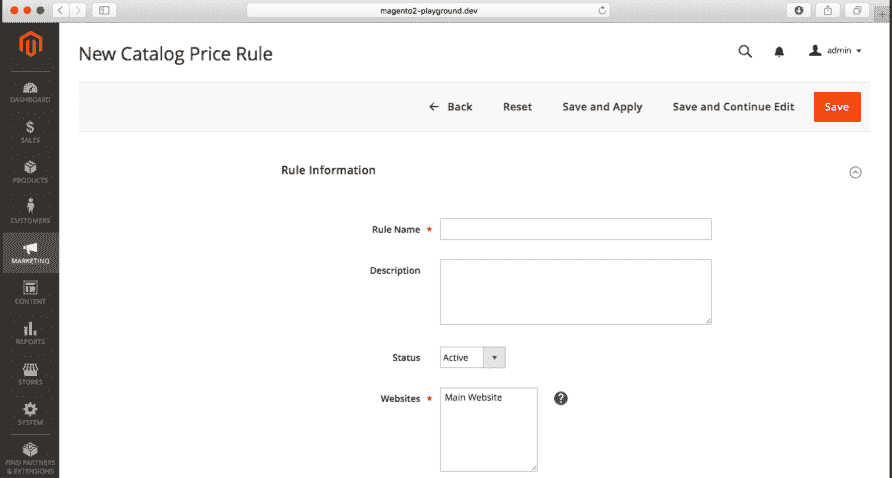 magento2-playground.dev
New Catalog Price Rule
admin
Back Reset Save and Apply Save and Continue Edit Save
DASHBOARD
$
SALES
PRODUCTS
CUSTOMERS
MARKETING
CONTENT
REPORTS
STORES
SYSTEM
FIND PARTNERS
& EXTENSIONS
Rule Information
Rule Name *
Description
Status Active
Websites * Main Website ?